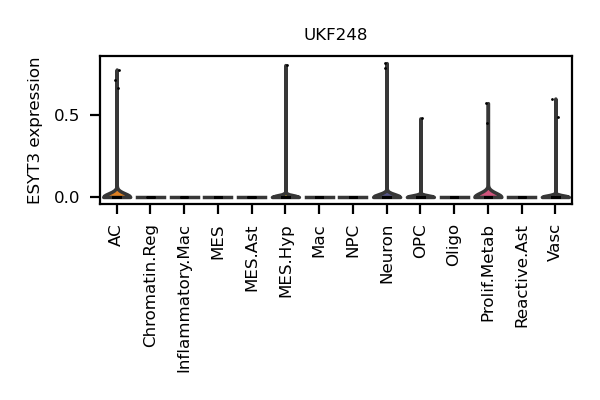 UKF248
ESYT3 expression
0.5
0.0
AC
Chromatin.Reg
Inflammatory.Mac
MES
MES.Ast
MES.Hyp
Mac
NPC
Neuron
OPC
Oligo
Prolif.Metab
Reactive.Ast
Vasc